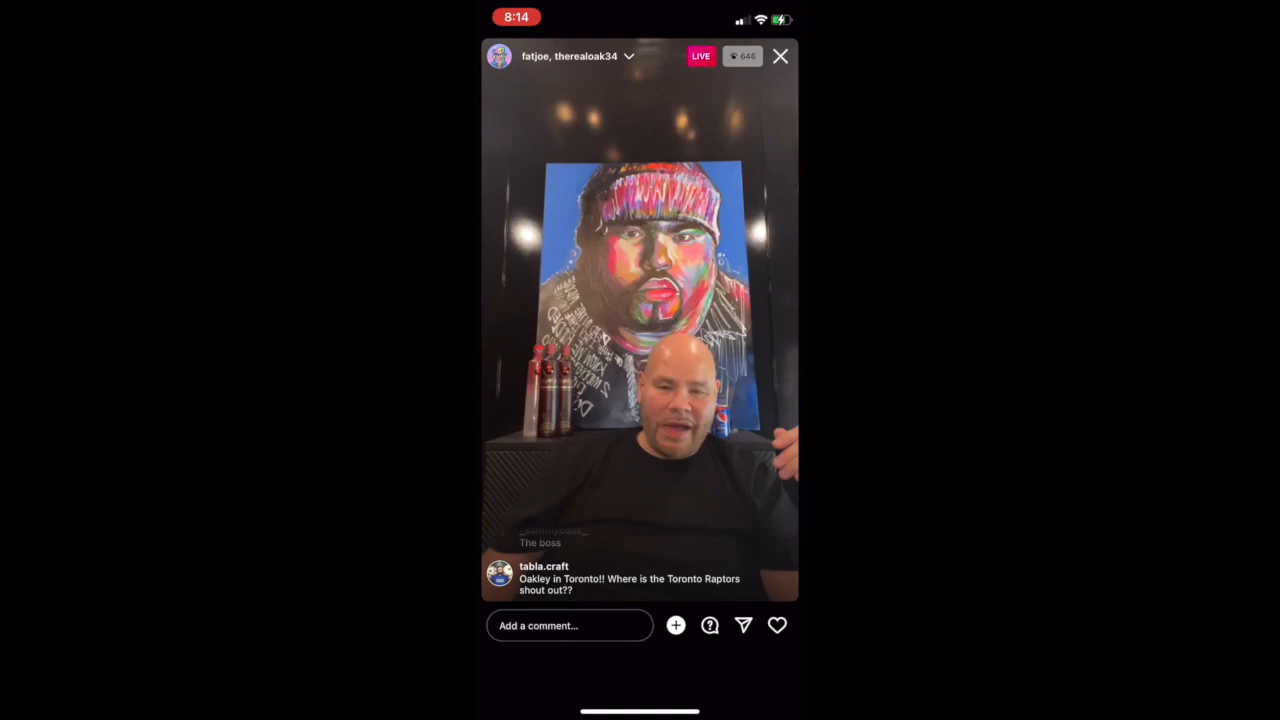 8:14
fatjoe, therealoak34
LIVE
646
The boss
tabla.craft
Oakley in Toronto!! Where is the Toronto Raptors
shout out??
Add a comment...